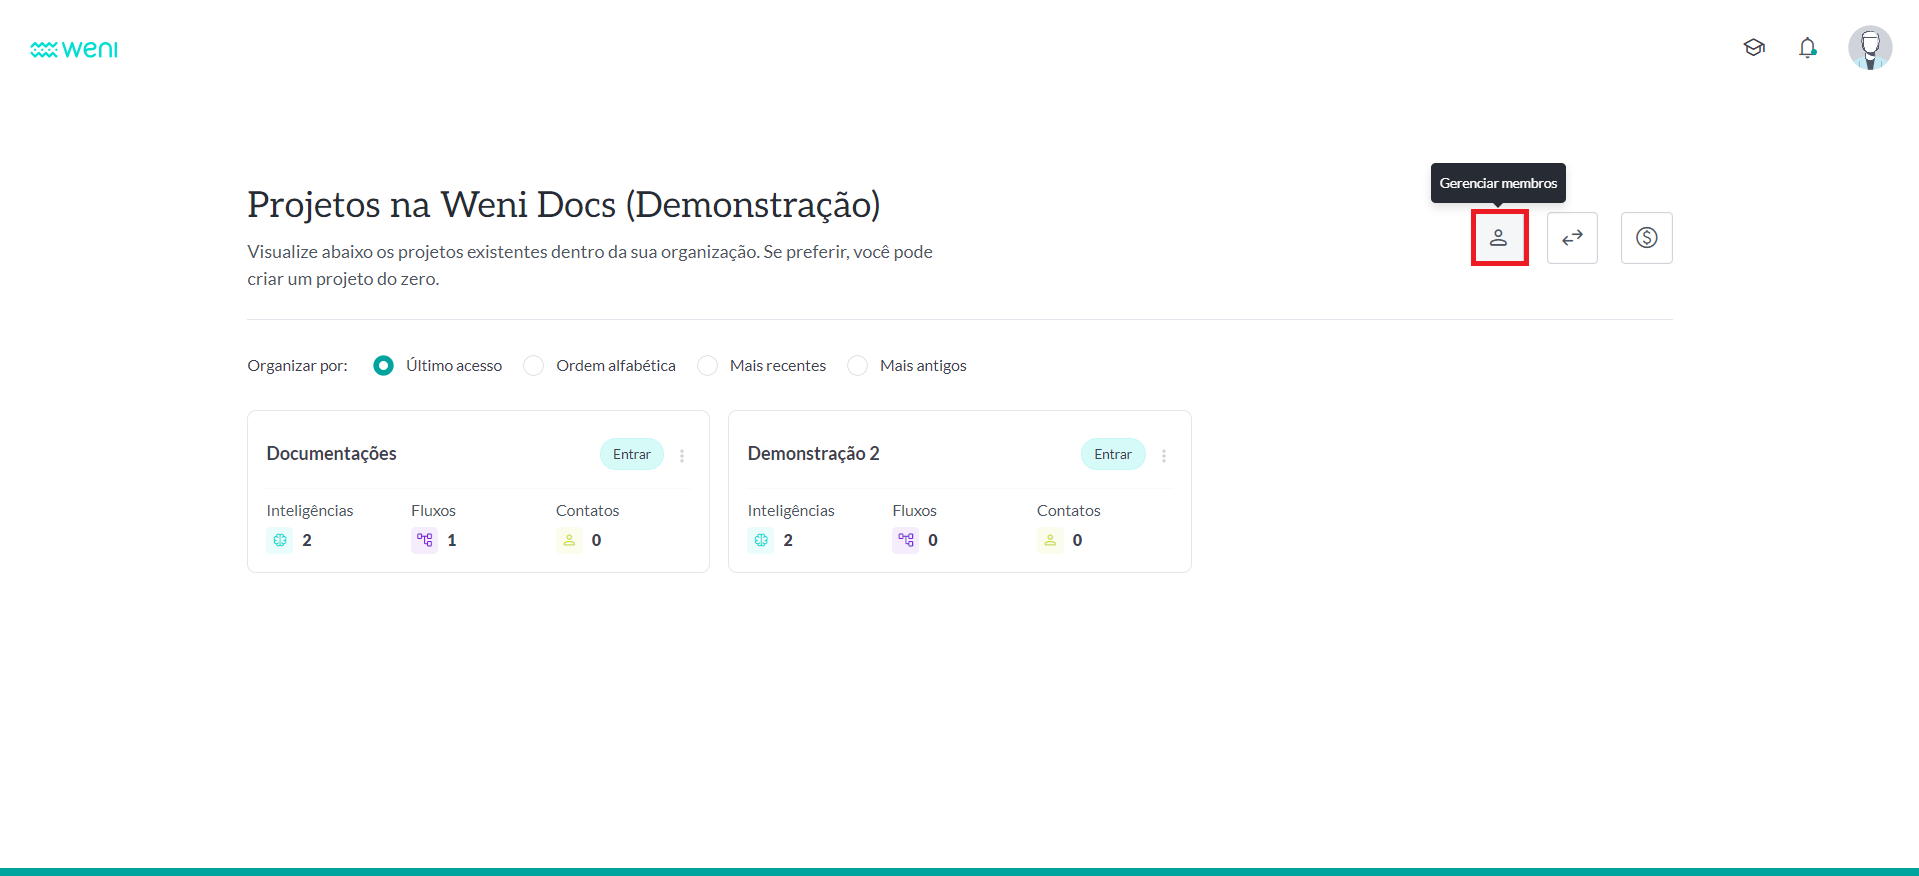 weni
Gerenciar membros
Projetos na Weni Docs (Demonstração)
Visualize abaixo os projetos existentes dentro da sua organização. Se preferir, você pode
criar um projeto do zero.
Organizar por: Último acesso Ordem alfabética Mais recentes Mais antigos
Documentações Entrar
Inteligências Fluxos Contatos
2 1 0
Demonstração 2 Entrar
Inteligências Fluxos Contatos
2 0 0